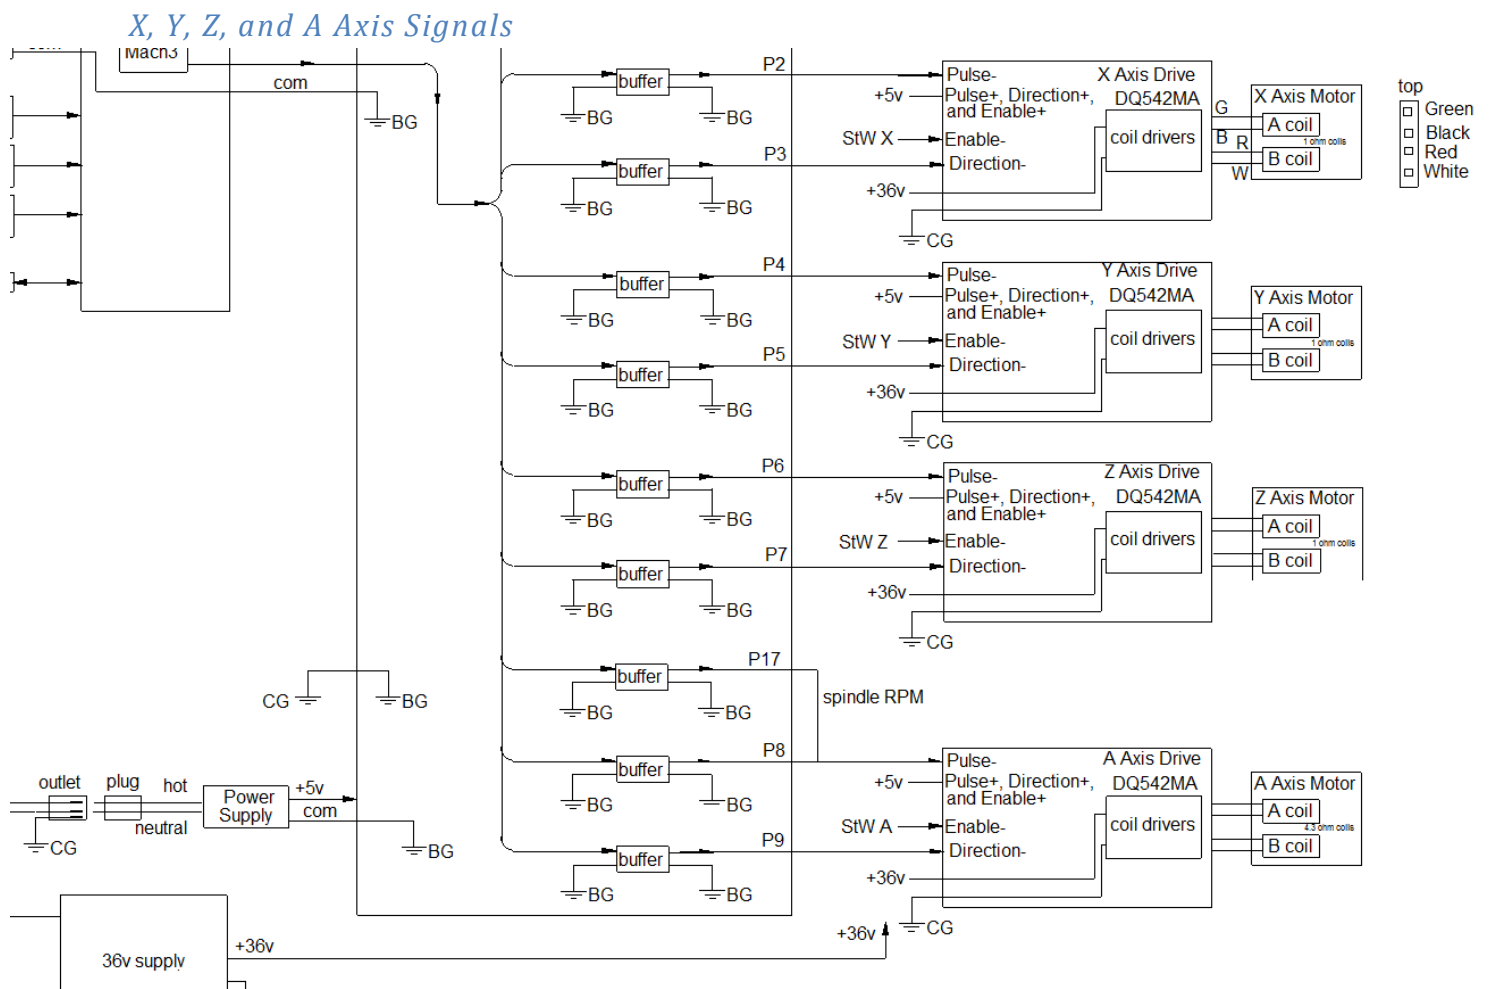 X, Y, Z, and A Axis Signals
Mach3
com
BG
buffer
BG
BG
P2
buffer
BG
BG
P3
+5v
StW X
+36v
CG
Pulse-
Pulse+, Direction+,
and Enable+
Enable-
Direction-
X Axis Drive
DQ542MA
coil drivers
G
B
R
W
X Axis Motor
A coil
1 ohm coils
B coil
top
Green
Black
Red
White
buffer
BG
BG
P4
buffer
BG
BG
P5
+5v
StW Y
+36v
CG
Pulse-
Pulse+, Direction+,
and Enable+
Enable-
Direction-
Y Axis Drive
DQ542MA
coil drivers
Y Axis Motor
A coil
1 ohm coils
B coil
buffer
BG
BG
P6
buffer
BG
BG
P7
+5v
StW Z
+36v
CG
Pulse-
Pulse+, Direction+,
and Enable+
Enable-
Direction-
Z Axis Drive
DQ542MA
coil drivers
Z Axis Motor
A coil
1 ohm coils
B coil
CG
BG
buffer
BG
BG
P17
spindle RPM
buffer
BG
BG
P8
buffer
BG
BG
P9
+5v
StW A
+36v
CG
Pulse-
Pulse+, Direction+,
and Enable+
Enable-
Direction-
A Axis Drive
DQ542MA
coil drivers
A Axis Motor
A coil
4.3 ohm coils
B coil
outlet
plug
hot
neutral
CG
Power
Supply
+5v
com
BG
36v supply
+36v
+36v